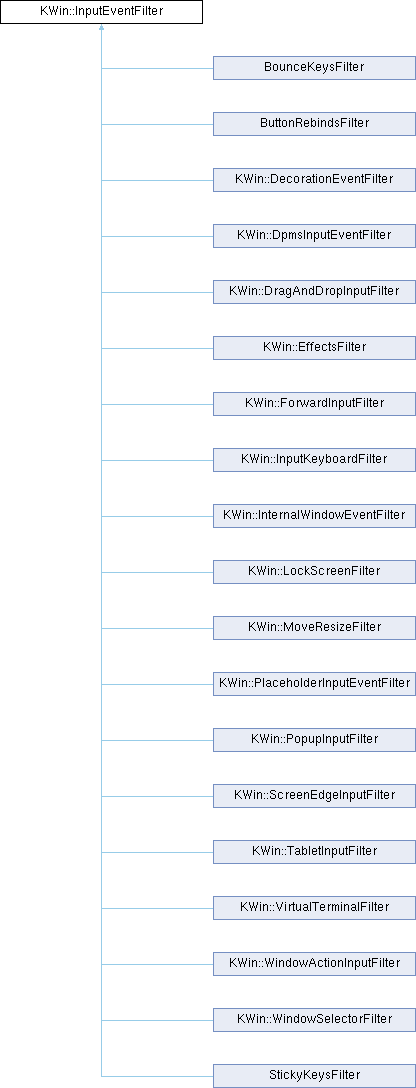 KWin::InputEventFilter
BounceKeysFilter
ButtonRebindsFilter
KWin::DecorationEventFilter
KWin::DpmsInputEventFilter
KWin::DragAndDropInputFilter
KWin::EffectsFilter
KWin::ForwardInputFilter
KWin::InputKeyboardFilter
KWin::InternalWindowEventFilter
KWin::LockScreenFilter
KWin::MoveResizeFilter
KWin::PlaceholderInputEventFilter
KWin::PopupInputFilter
KWin::ScreenEdgeInputFilter
KWin::TabletInputFilter
KWin::VirtualTerminalFilter
KWin::WindowActionInputFilter
KWin::WindowSelectorFilter
StickyKeysFilter